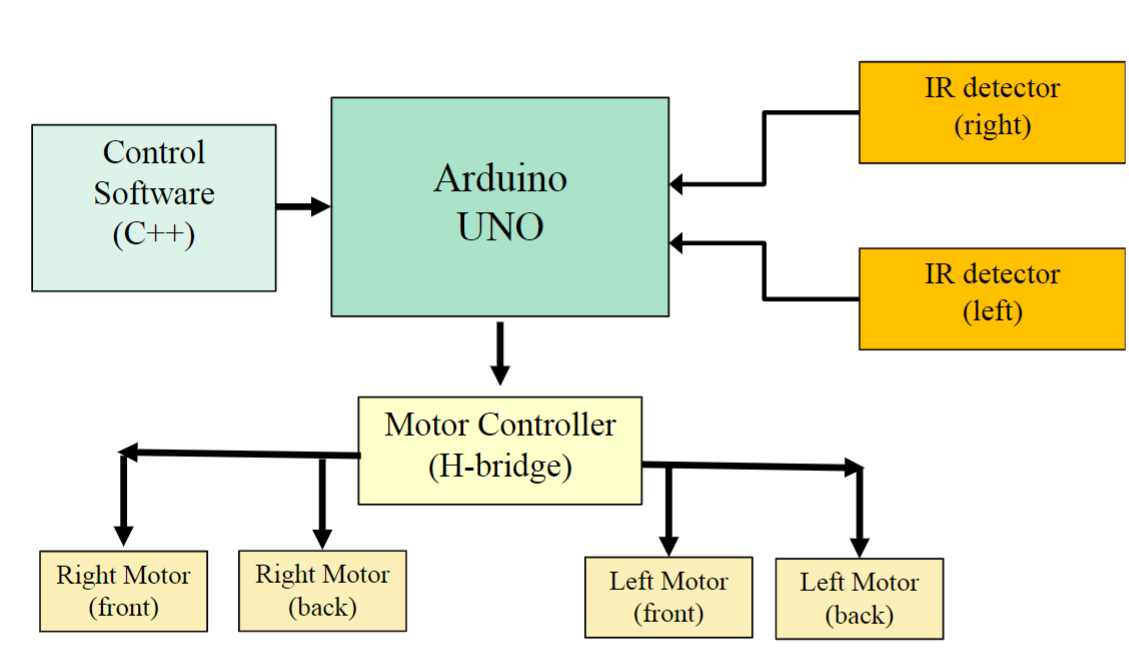 Control
Software
(C++)
Arduino
UNO
IR detector
(right)
IR detector
(left)
Motor Controller
(H-bridge)
Right Motor
(front)
Right Motor
(back)
Left Motor
(front)
Left Motor
(back)